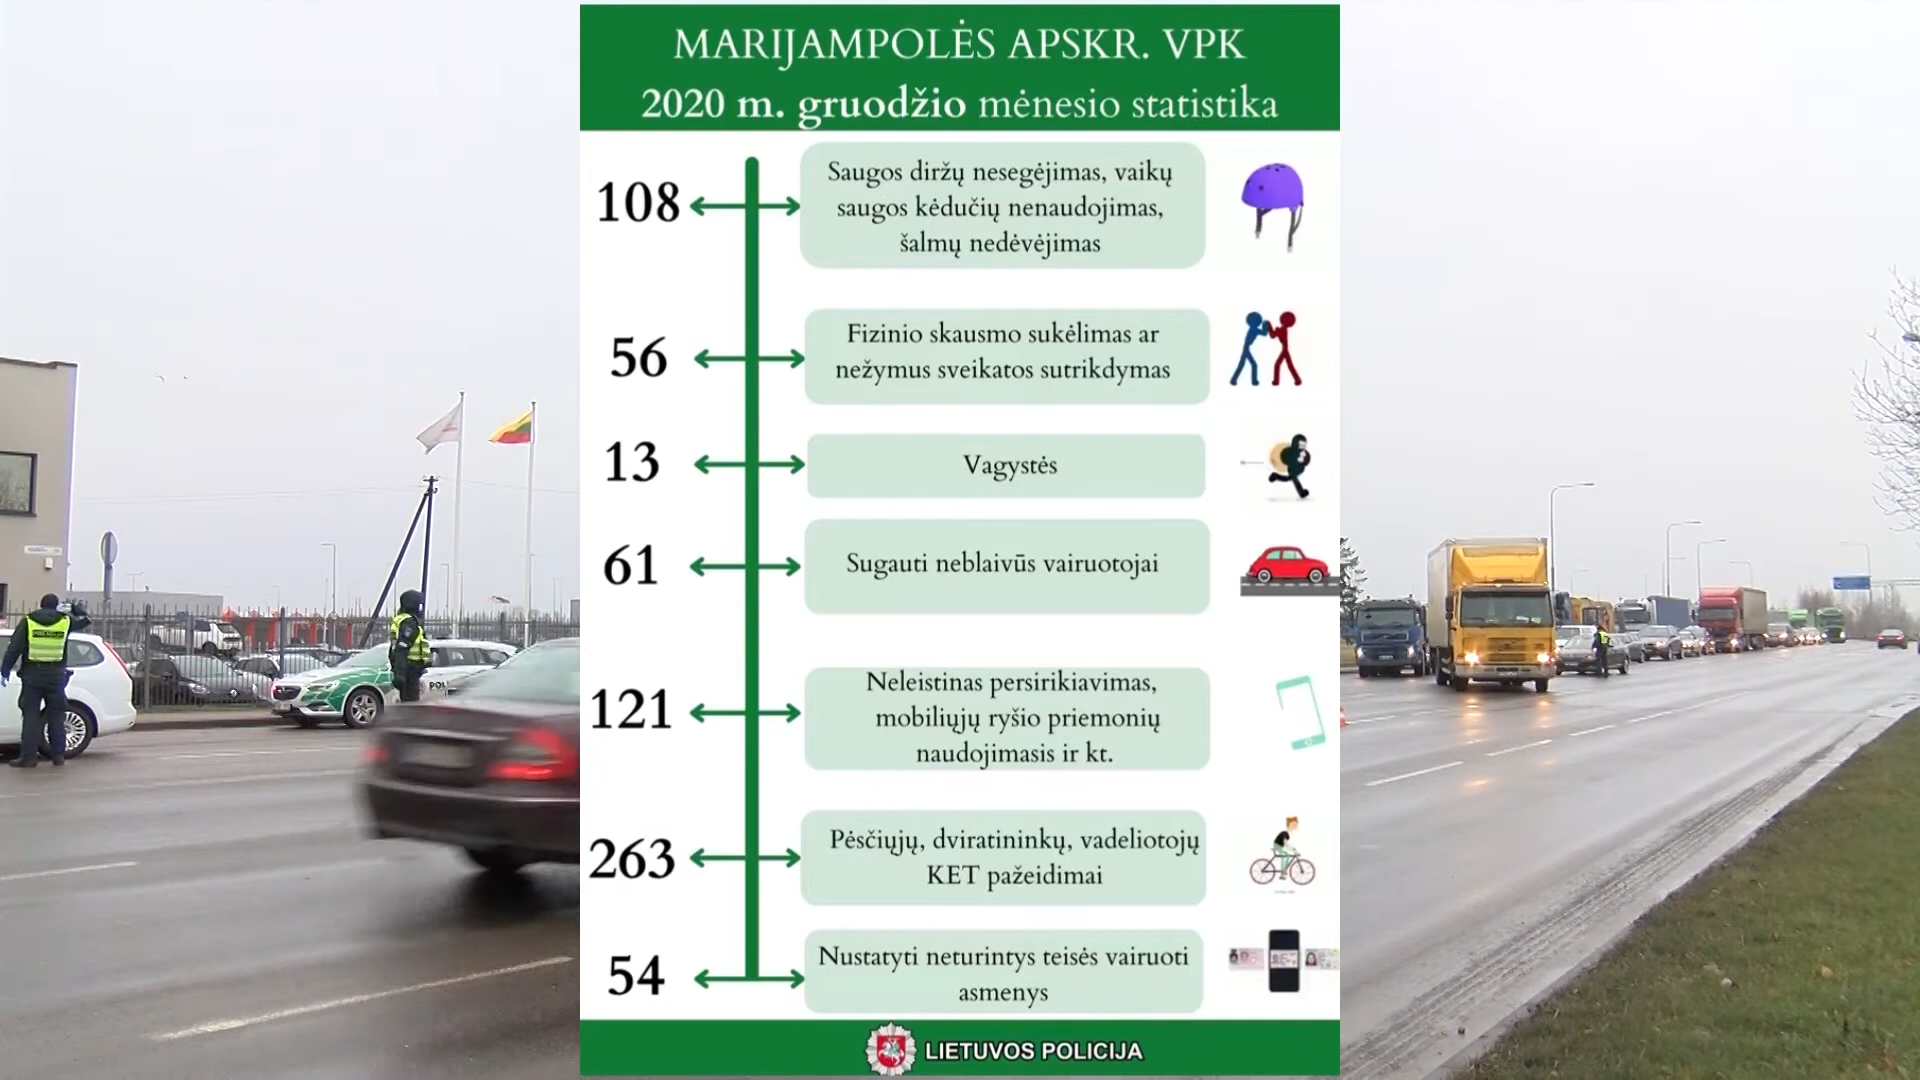 MARIJAMPOLĖS APSKR. VPK
2020 m. gruodžio mėnesio statistika
108
Saugos diržų nesegėjimas, vaikų
saugos kėdučių nenaudojimas,
šalmų nedėvėjimas
56
Fizinio skausmo sukėlimas ar
nežymus sveikatos sutrikdymas
13
Vagystės
61
Sugauti neblaivūs vairuotojai
121
Neleistinas persirikiavimas,
mobiliųjų ryšio priemonių
naudojimasis ir kt.
263
Pėsčiųjų, dviratininkų, vadeliotojų
KET pažeidimai
54
Nustatyti neturintys teisės vairuoti
asmenys
LIETUVOS POLICIJA